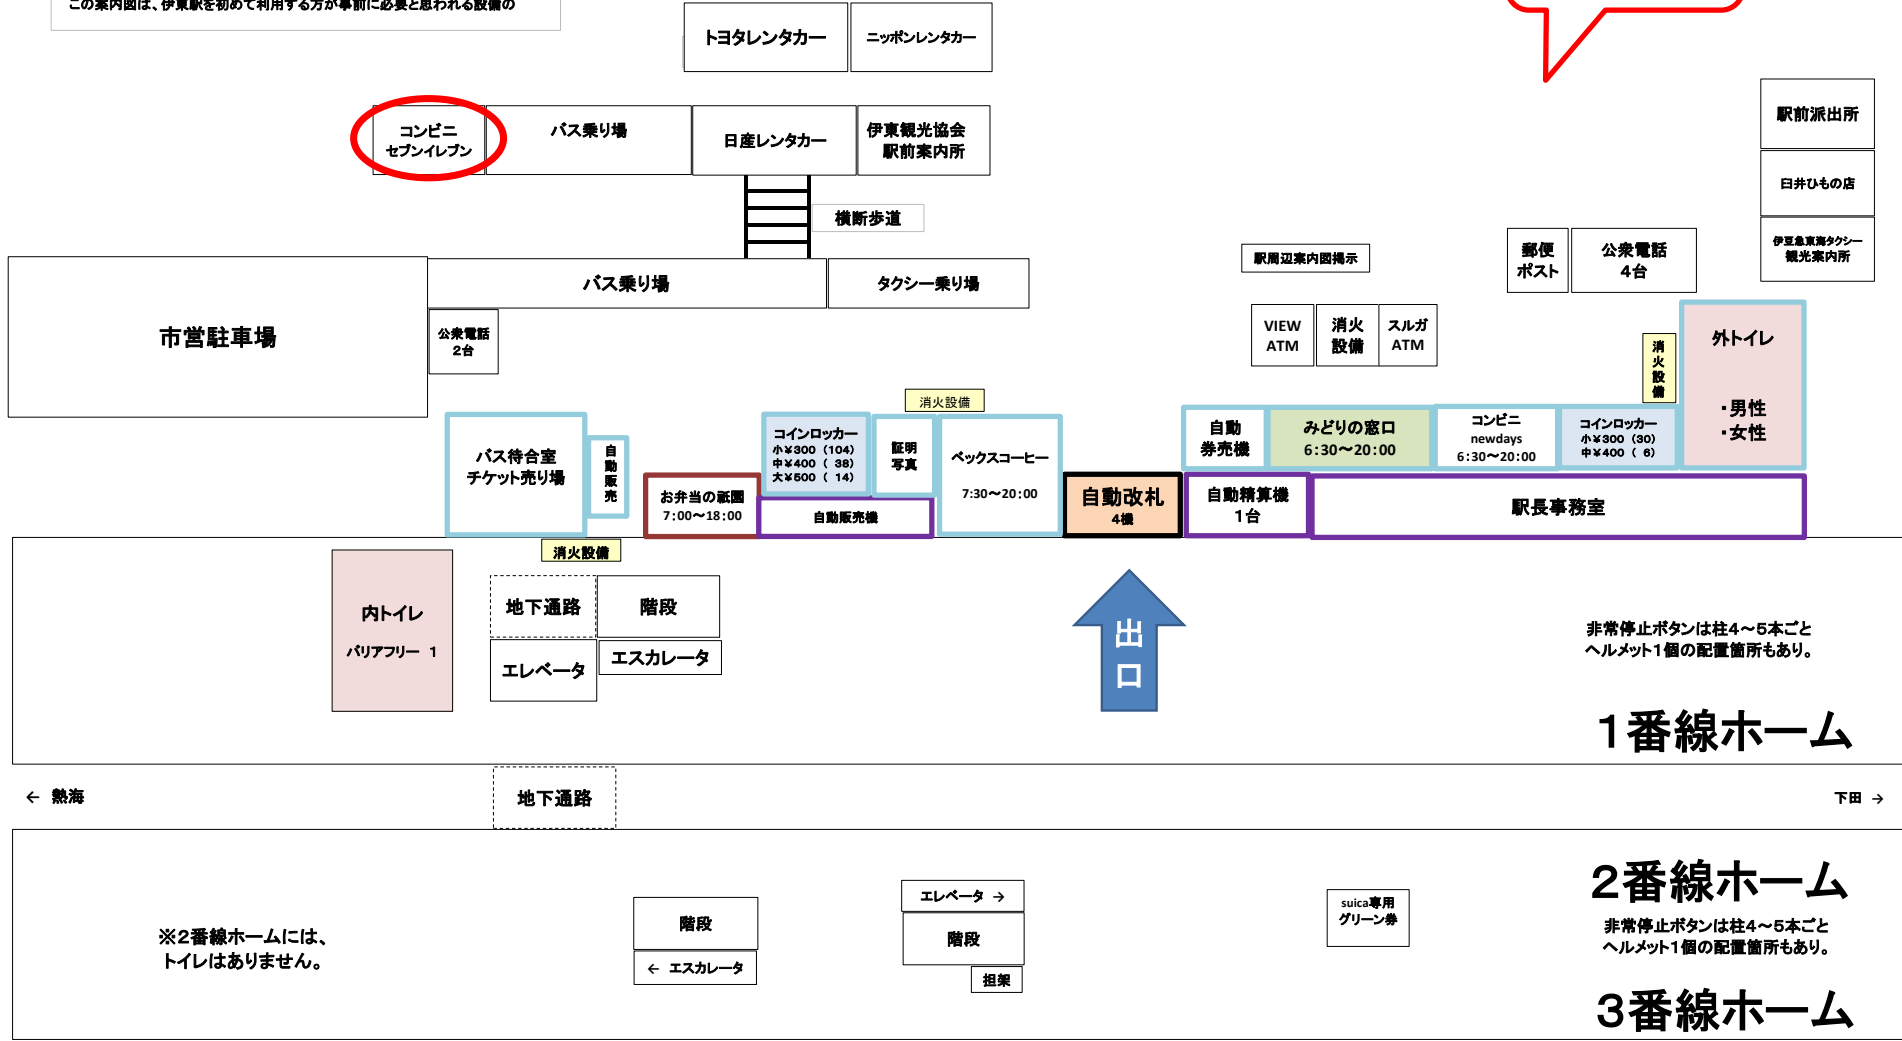 この案内図は、伊東駅を初めて利用する方が事前に必要と思われる設備の
トヨタレンタカー
ニッポンレンタカー
コンビニ
セブンイレブン
バス乗り場
日産レンタカー
伊東観光協会
駅前案内所
駅前派出所
臼井ひもの店
伊豆急東海タクシー
観光案内所
横断歩道
駅周辺案内図掲示
郵便
ポスト
公衆電話
4台
市営駐車場
バス乗り場
タクシー乗り場
公衆電話
2台
VIEW
ATM
消火
設備
スルガ
ATM
消火設備
外トイレ
・男性
・女性
消火設備
バス待合室
チケット売り場
自動販売
お弁当の祇園
7:00～18:00
コインロッカー
小¥300（104）
中¥400（ 38）
大¥600（ 14）
証明
写真
自動販売機
ベックスコーヒー
7:30～20:00
自動改札
4機
自動
券売機
みどりの窓口
6:30～20:00
コンビニ
newdays
6:30～20:00
コインロッカー
小¥300（30）
中¥400（ 6）
自動精算機
1台
駅長事務室
消火設備
内トイレ
バリアフリー 1
地下通路
階段
エレベータ
エスカレータ
出口
非常停止ボタンは柱4～5本ごと
ヘルメット1個の配置箇所もあり。
1番線ホーム
← 熱海
地下通路
下田 →
※2番線ホームには、
トイレはありません。
階段
← エスカレータ
エレベータ →
階段
担架
suica専用
グリーン券
2番線ホーム
非常停止ボタンは柱4～5本ごと
ヘルメット1個の配置箇所もあり。
3番線ホーム